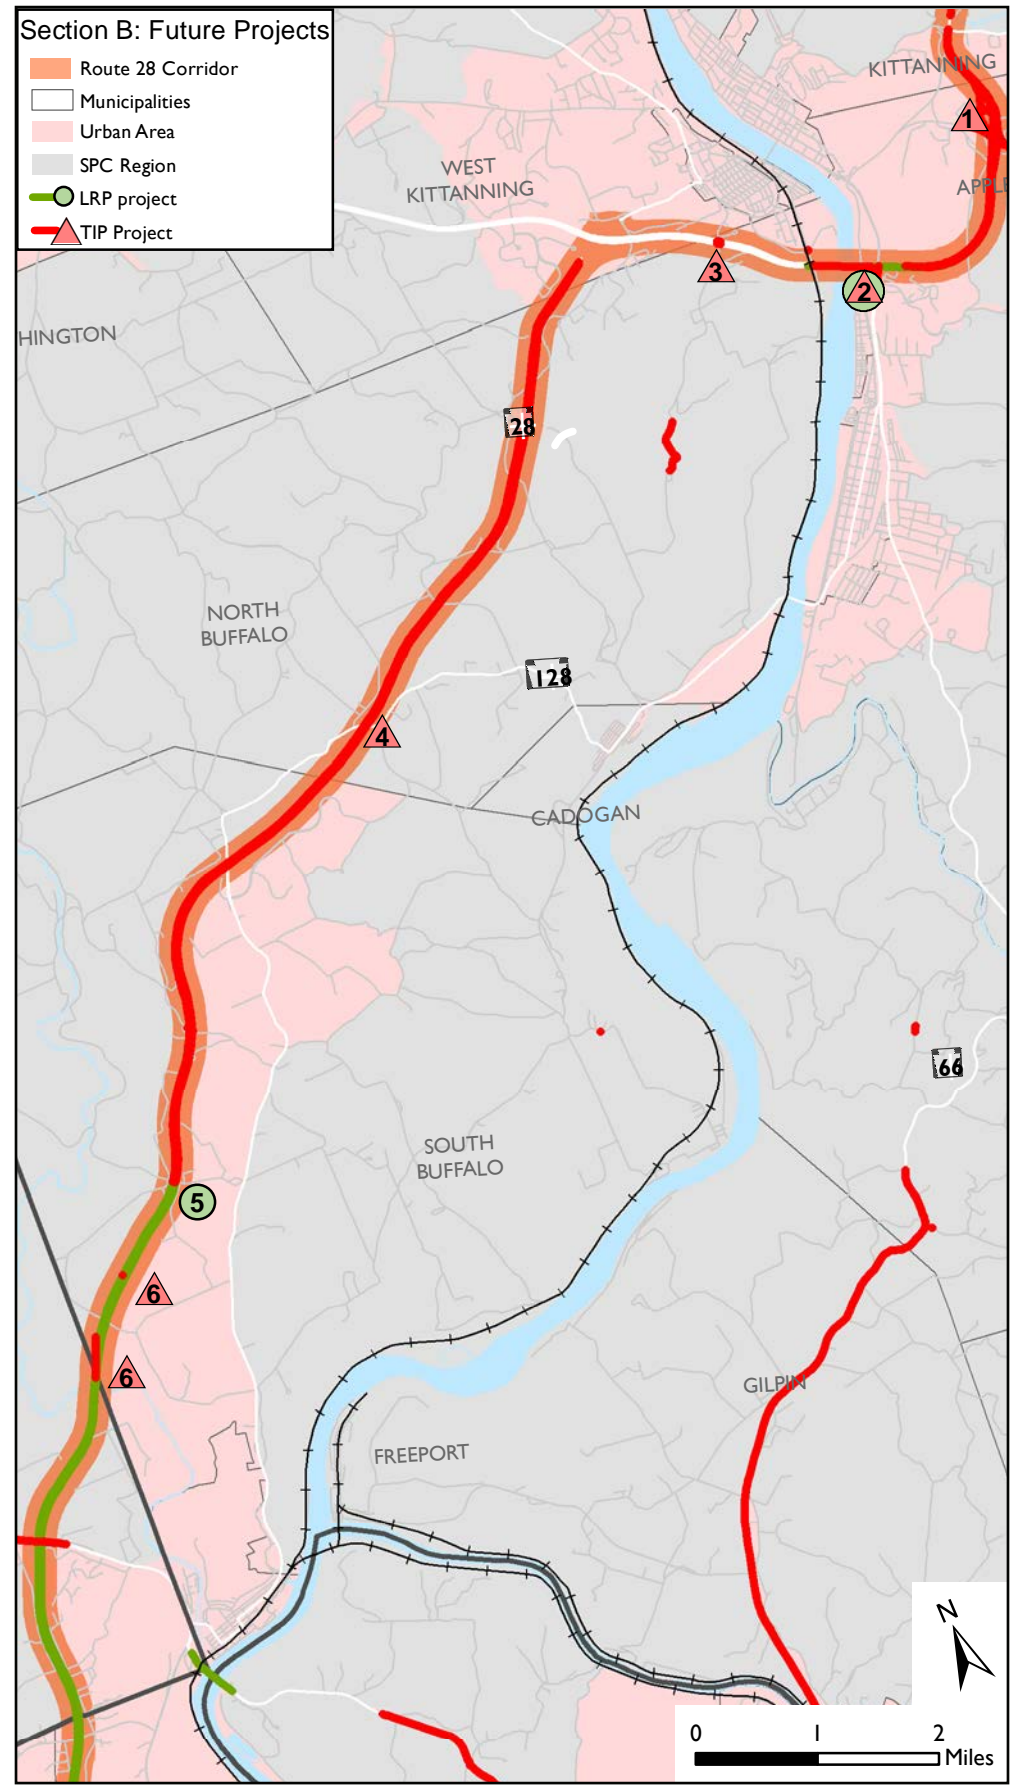 Section B: Future Projects
Route 28 Corridor
Municipalities
Urban Area
SPC Region
LRP project
TIP Project
KITTANNING
1
WEST
KITTANNING
APPLE
3
2
HINGTON
28
NORTH
BUFFALO
128
4
CADOGAN
66
SOUTH
BUFFALO
5
6
6
GILPIN
FREEPORT
N
0 1 2
Miles